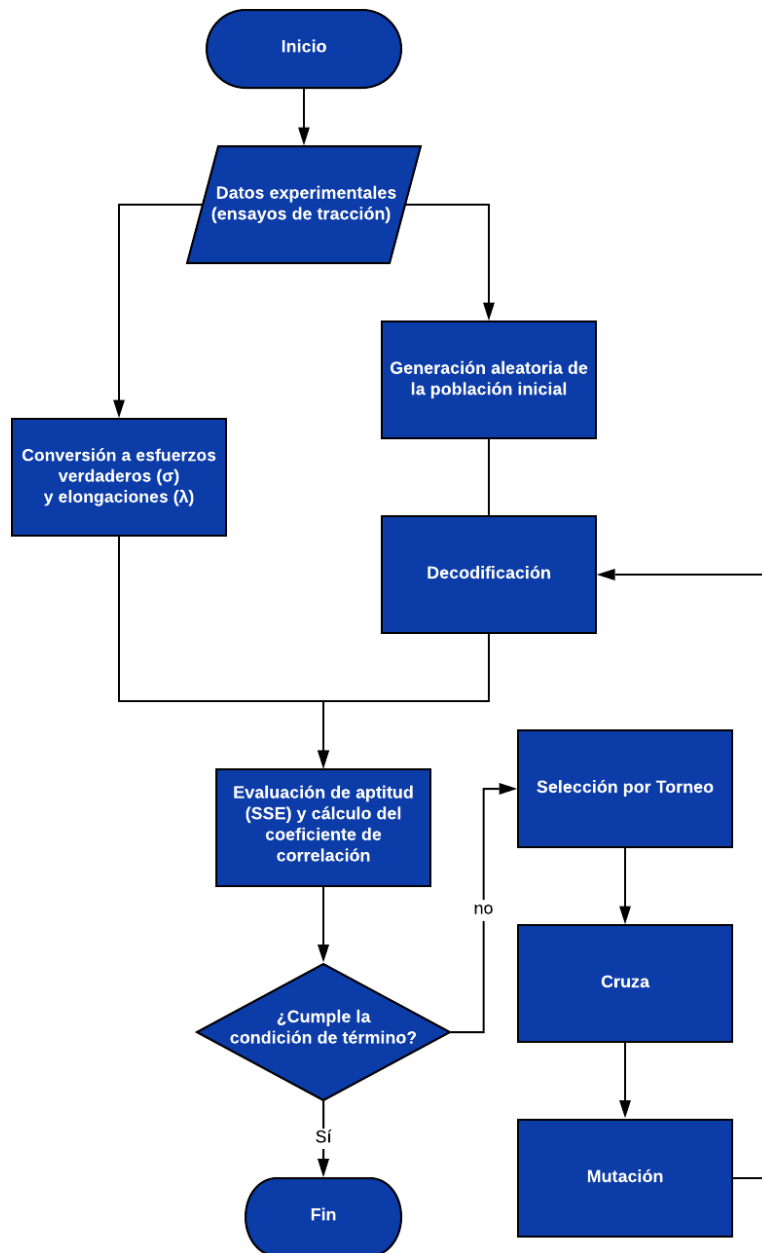 Inicio
Datos experimentales
(ensayos de tracción)
Generación aleatoria de
la población inicial
Conversión a esfuerzos
verdaderos (σ)
y elongaciones (λ)
Decodificación
Evaluación de aptitud
(SSE) y cálculo del
coeficiente de
correlación
Selección por Torneo
no
¿Cumple la
condición de término?
Cruza
Sí
Mutación
Fin